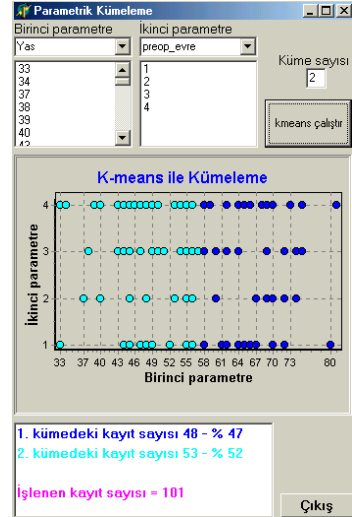 Parametrik Kümeleme
Birinci parametre
İkinci parametre
Yas
preop_evre
Küme sayısı
2
33
34
37
38
39
40
1
2
3
4
kmeans çalıştır
K-means ile Kümeleme
İkinci parametre
4
3
2
1
33 37 40 43 46 49 52 55 58 61 64 67 70 73 80
Birinci parametre
1. kümedeki kayıt sayısı 48 - % 47
2. kümedeki kayıt sayısı 53 - % 52
İşlenen kayıt sayısı = 101
Çıkış